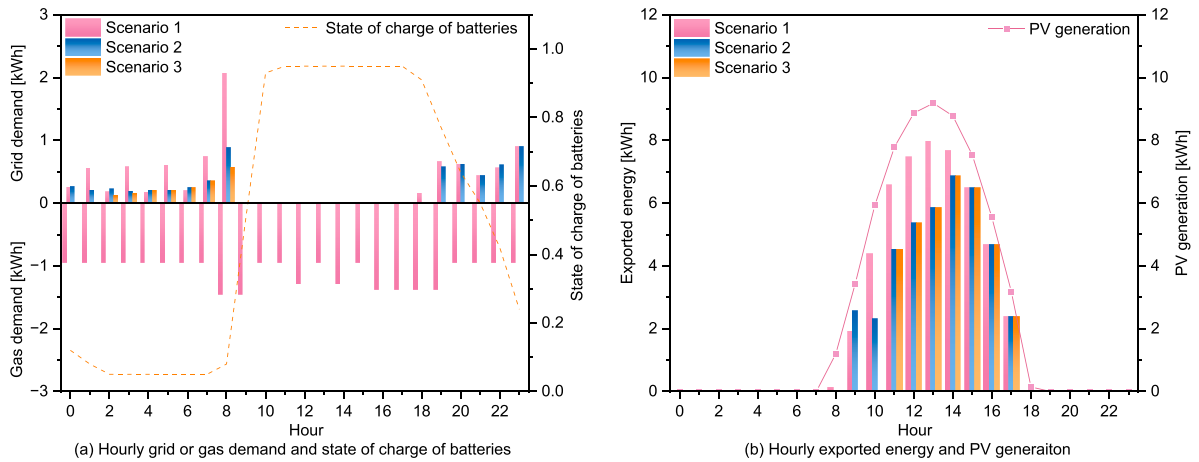 Scenario 1
Scenario 2
Scenario 3
State of charge of batteries
Grid demand [kWh]
Gas demand [kWh]
3
2
1
0
−1
−2
−3
1.0
0.8
0.6
0.4
0.2
0.0
State of charge of batteries
0 2 4 6 8 10 12 14 16 18 20 22
Hour
(a) Hourly grid or gas demand and state of charge of batteries
Scenario 1
Scenario 2
Scenario 3
PV generation
Exported energy [kWh]
12
10
8
6
4
2
0
12
10
8
6
4
2
0
PV generation [kWh]
0 2 4 6 8 10 12 14 16 18 20 22
Hour
(b) Hourly exported energy and PV generaiton